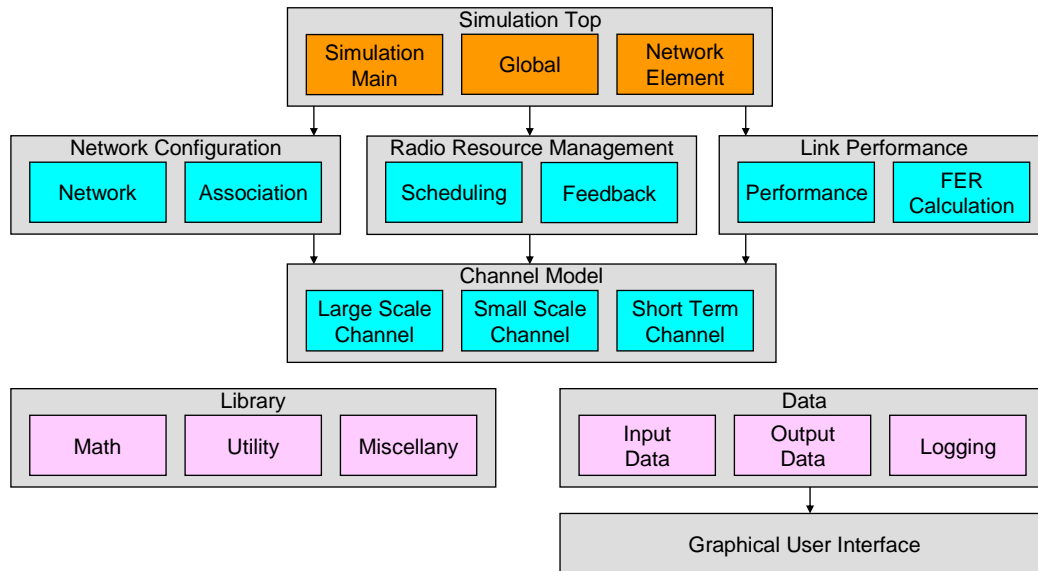 Simulation Top
Simulation
Main
Global
Network
Element
Network Configuration
Network
Association
Radio Resource Management
Scheduling
Feedback
Link Performance
Performance
FER
Calculation
Channel Model
Large Scale
Channel
Small Scale
Channel
Short Term
Channel
Library
Math
Utility
Miscellany
Data
Input
Data
Output
Data
Logging
Graphical User Interface